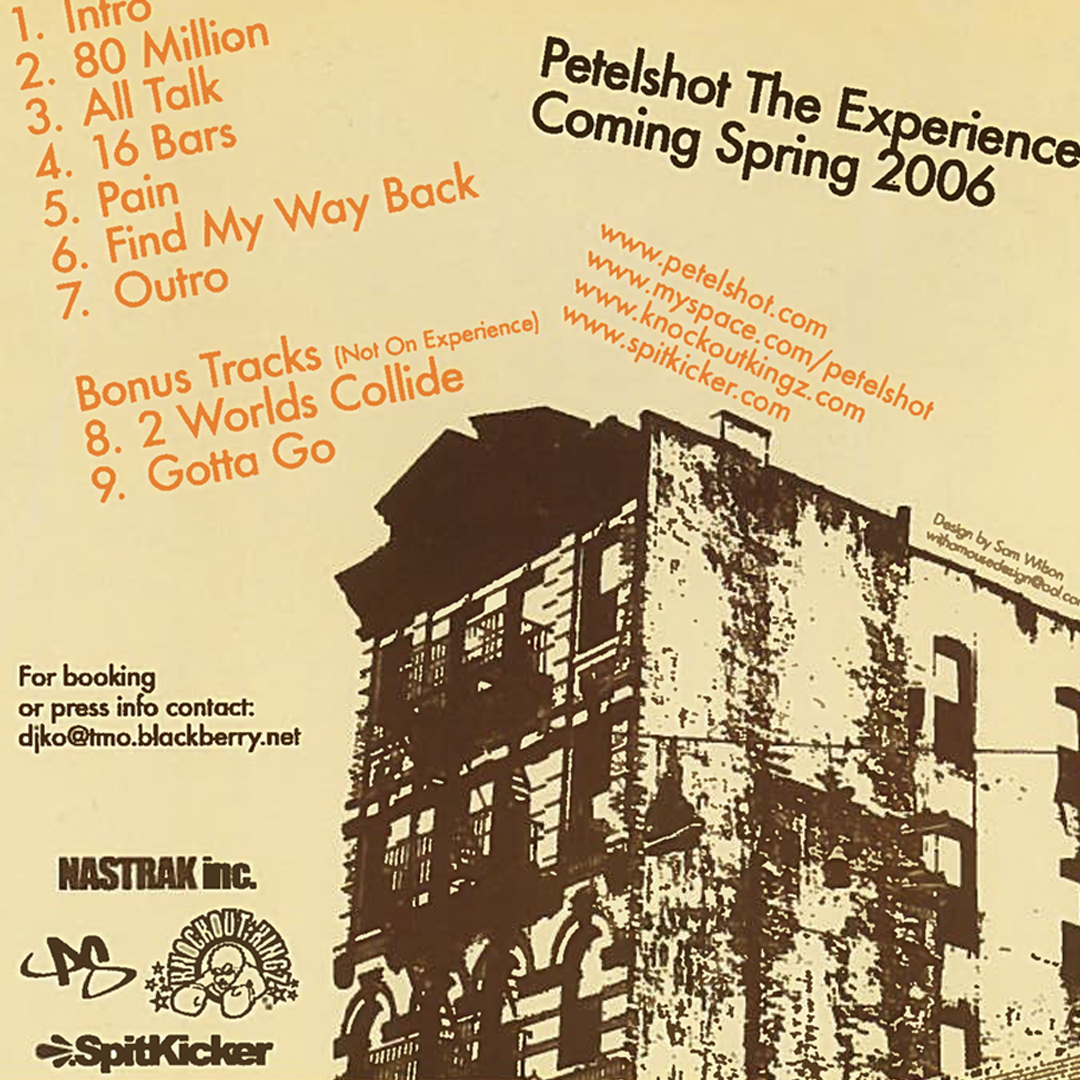 1. Intro
2. 80 Million
3. All Talk
4. 16 Bars
5. Pain
6. Find My Way Back
7. Outro
Bonus Tracks (Not On Experience)
8. 2 Worlds Collide
9. Gotta Go
Petelshot The Experience
Coming Spring 2006
www.petelshot.com
www.myspace.com/petelshot
www.knockoutkingz.com
www.spitkicker.com
Design by Sam Wilson
withamousedesign@aol.co
For booking
or press info contact:
djko@tmo.blackberry.net
NASTRAK inc.
PS
KNOCKOUT:KINGZ
SpitKicker